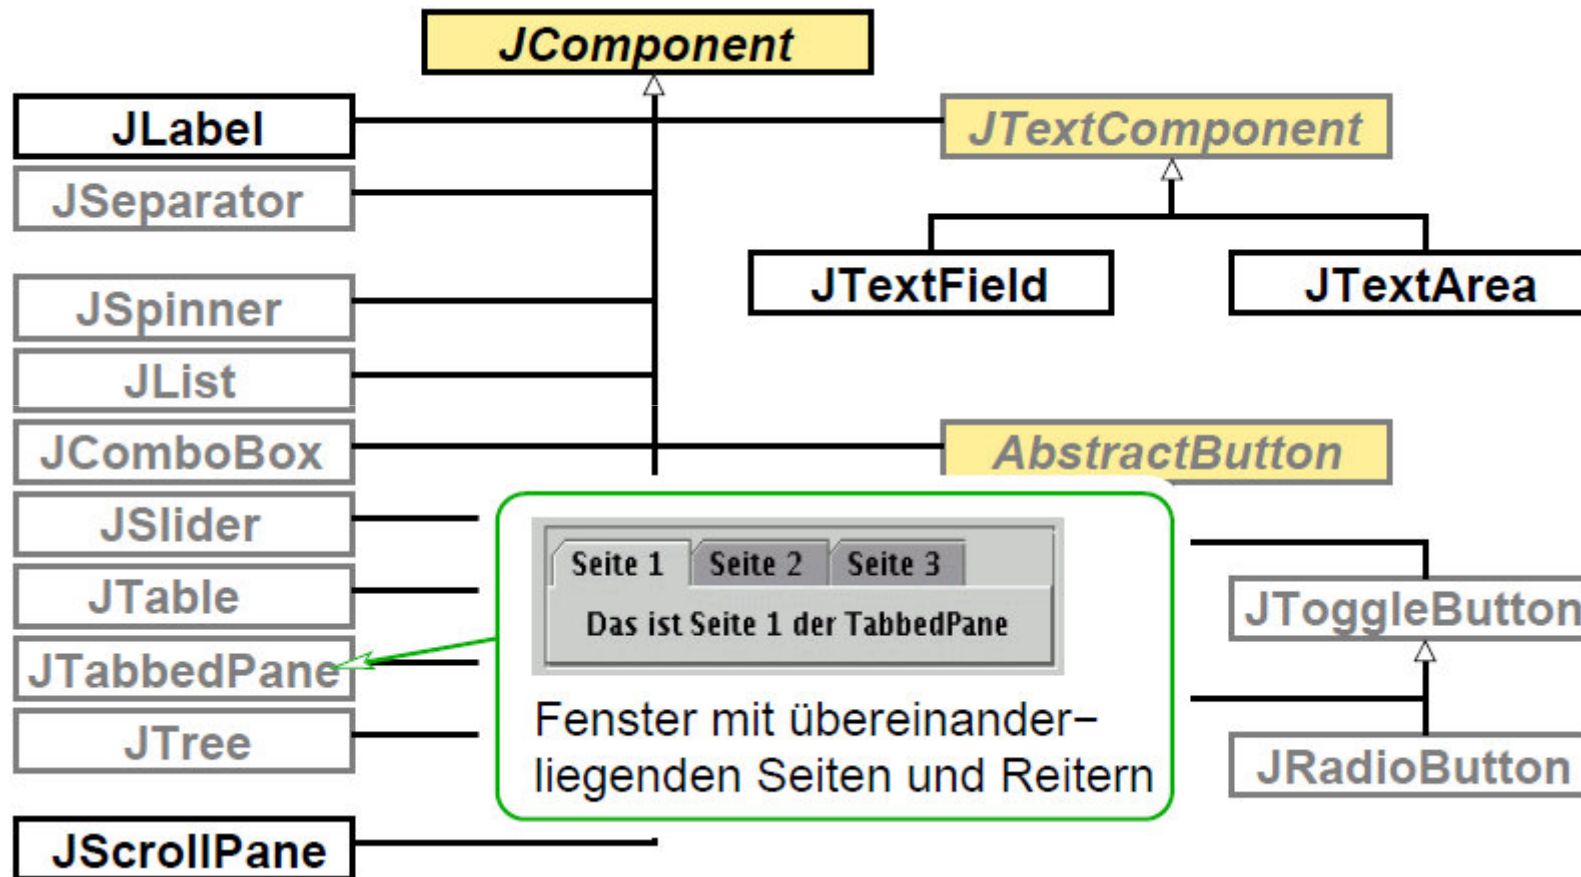 JComponent
JLabel
JTextComponent
JSeparator
JTextField
JTextArea
JSpinner
JList
JComboBox
AbstractButton
JSlider
JTable
JTabbedPane
JTree
JScrollPane
Seite 1 Seite 2 Seite 3
Das ist Seite 1 der TabbedPane
Fenster mit übereinander–
liegenden Seiten und Reitern
JToggleButton
JRadioButton